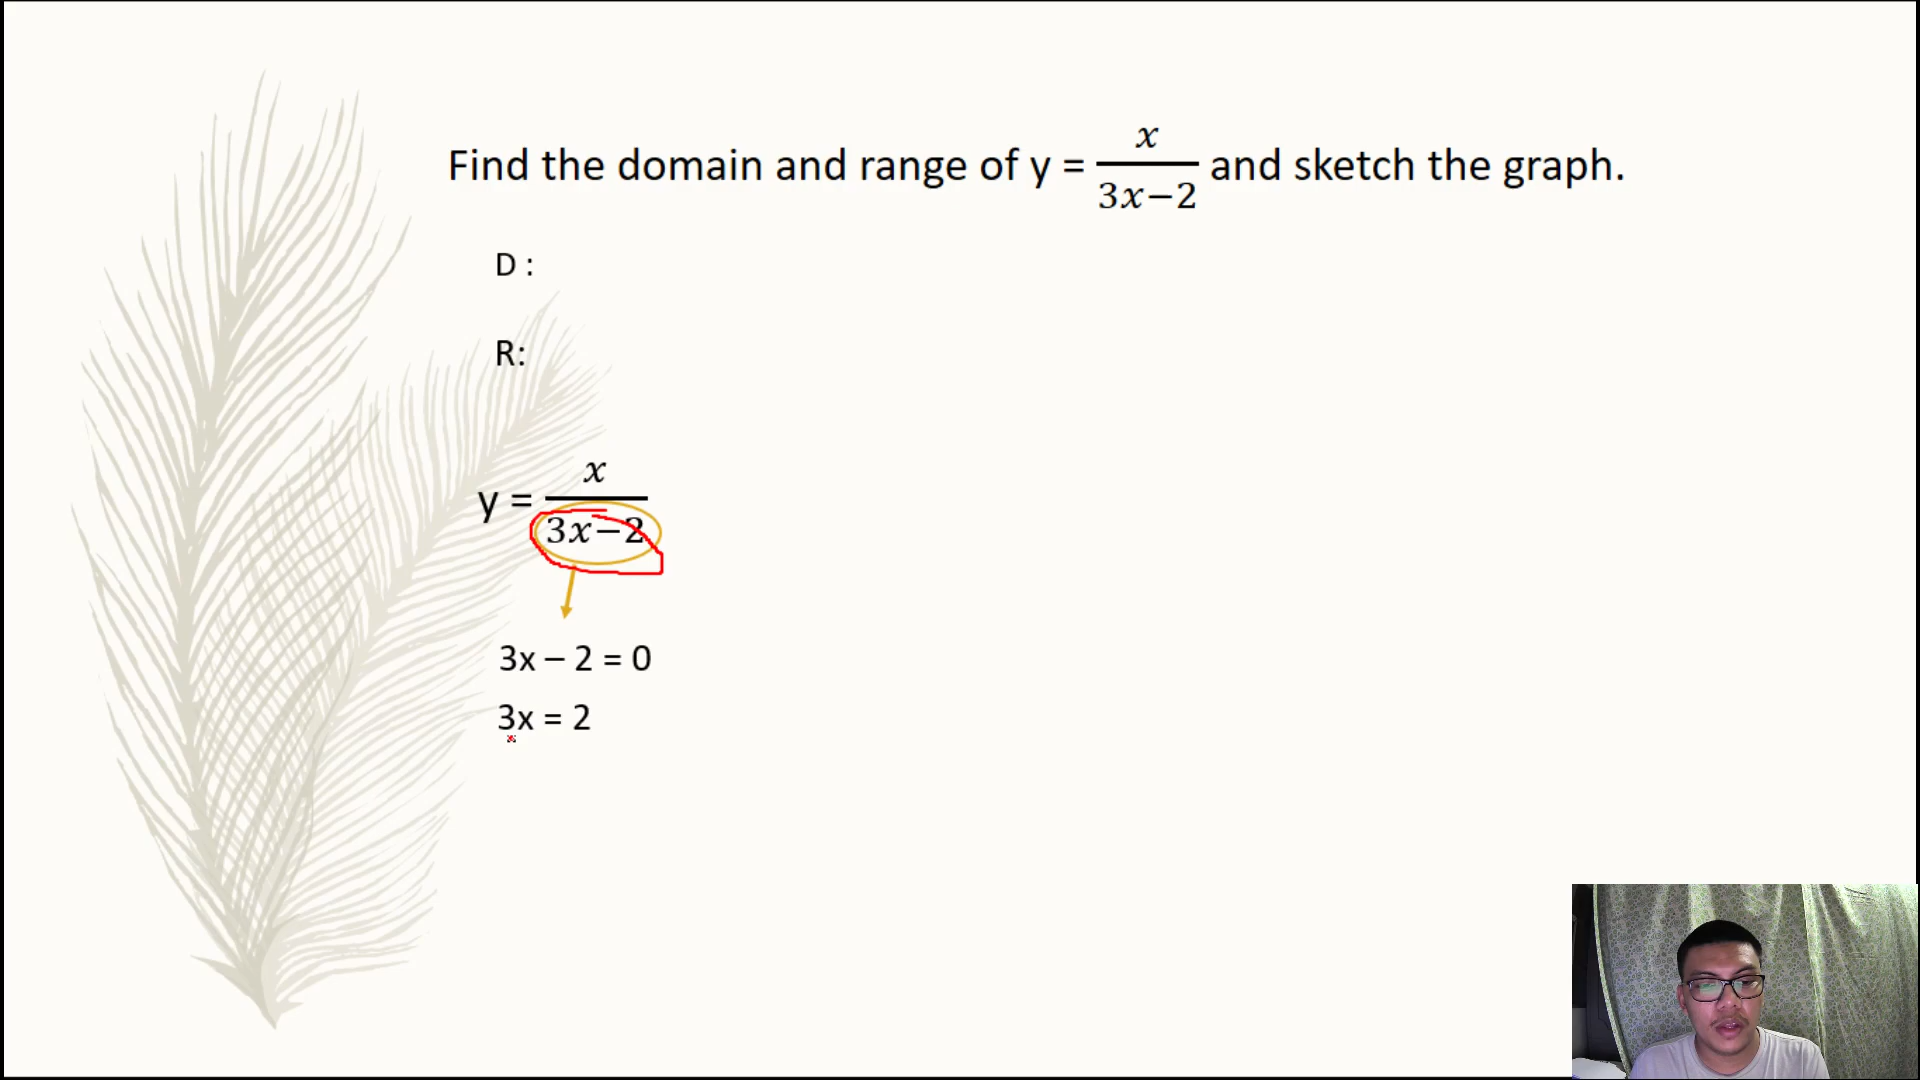 Find the domain and range of y = x/(3x−2) and sketch the graph.
D :
R:
y = x/(3x−2)
3x – 2 = 0
3x = 2